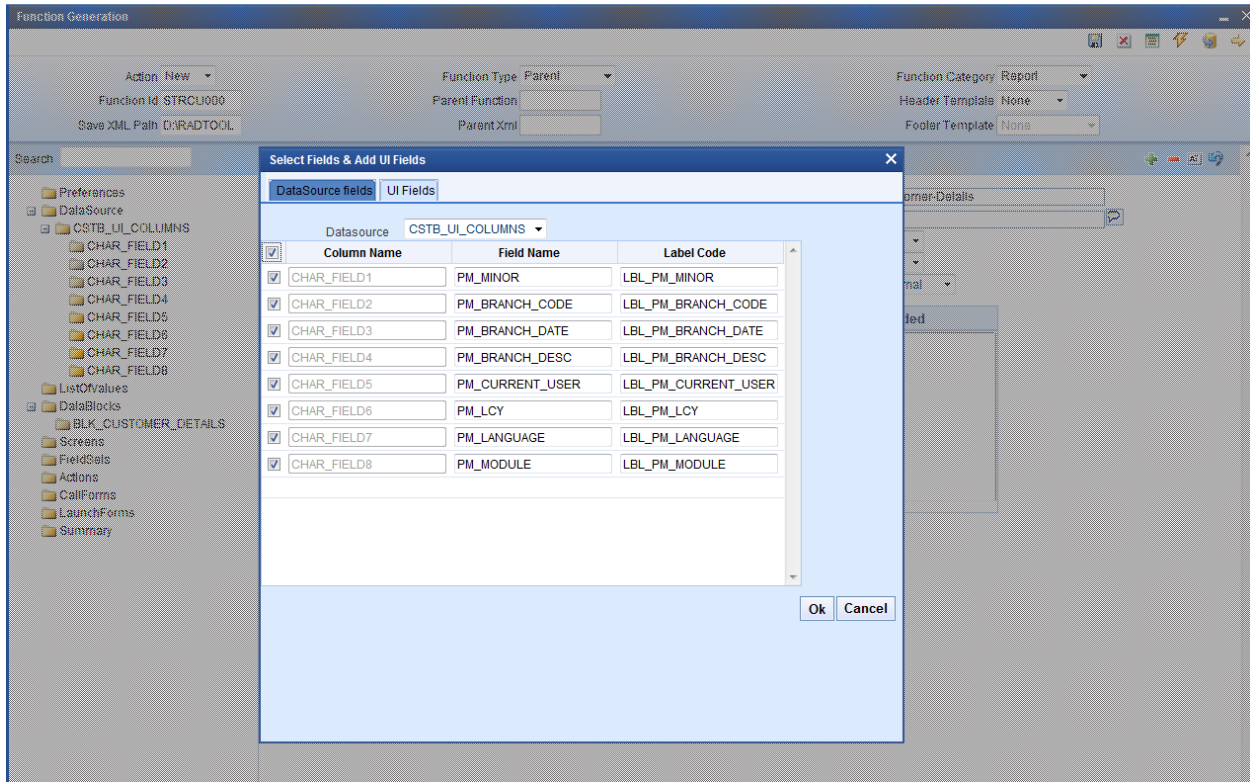 Function Generation
Action New Function Type Parent Function Category Report
Function Id STRCU000 Parent Function Header Template None
Save XML Path D:\RADTOOL Parent Xml Footer Template None
Search
Preferences
DataSource
CSTB_UI_COLUMNS
CHAR_FIELD1
CHAR_FIELD2
CHAR_FIELD3
CHAR_FIELD4
CHAR_FIELD5
CHAR_FIELD6
CHAR_FIELD7
CHAR_FIELD8
ListOfValues
DataBlocks
BLK_CUSTOMER_DETAILS
Screens
FieldSets
Actions
CallForms
LaunchForms
Summary
Select Fields & Add UI Fields
DataSource fields UI Fields
Datasource CSTB_UI_COLUMNS
Column Name Field Name Label Code
CHAR_FIELD1 PM_MINOR LBL_PM_MINOR
CHAR_FIELD2 PM_BRANCH_CODE LBL_PM_BRANCH_CODE
CHAR_FIELD3 PM_BRANCH_DATE LBL_PM_BRANCH_DATE
CHAR_FIELD4 PM_BRANCH_DESC LBL_PM_BRANCH_DESC
CHAR_FIELD5 PM_CURRENT_USER LBL_PM_CURRENT_USER
CHAR_FIELD6 PM_LCY LBL_PM_LCY
CHAR_FIELD7 PM_LANGUAGE LBL_PM_LANGUAGE
CHAR_FIELD8 PM_MODULE LBL_PM_MODULE
Ok Cancel
omer-Details
mal
ded